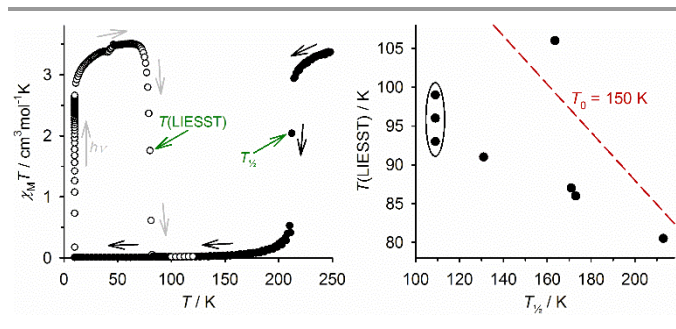 4
3
2
1
0
χMT / cm³mol⁻¹K
hν
T(LIESST)
T½
0 50 100 150 200 250
T / K
105
100
95
90
85
80
T(LIESST) / K
T₀ = 150 K
100 120 140 160 180 200
T½ / K